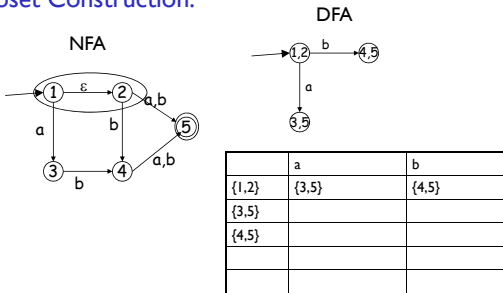 oset Construction.
NFA
DFA
1 ε 2 a,b
a b 5
3 b 4 a,b
1,2 b 4,5
a
3,5
a b
{1,2} {3,5} {4,5}
{3,5}
{4,5}